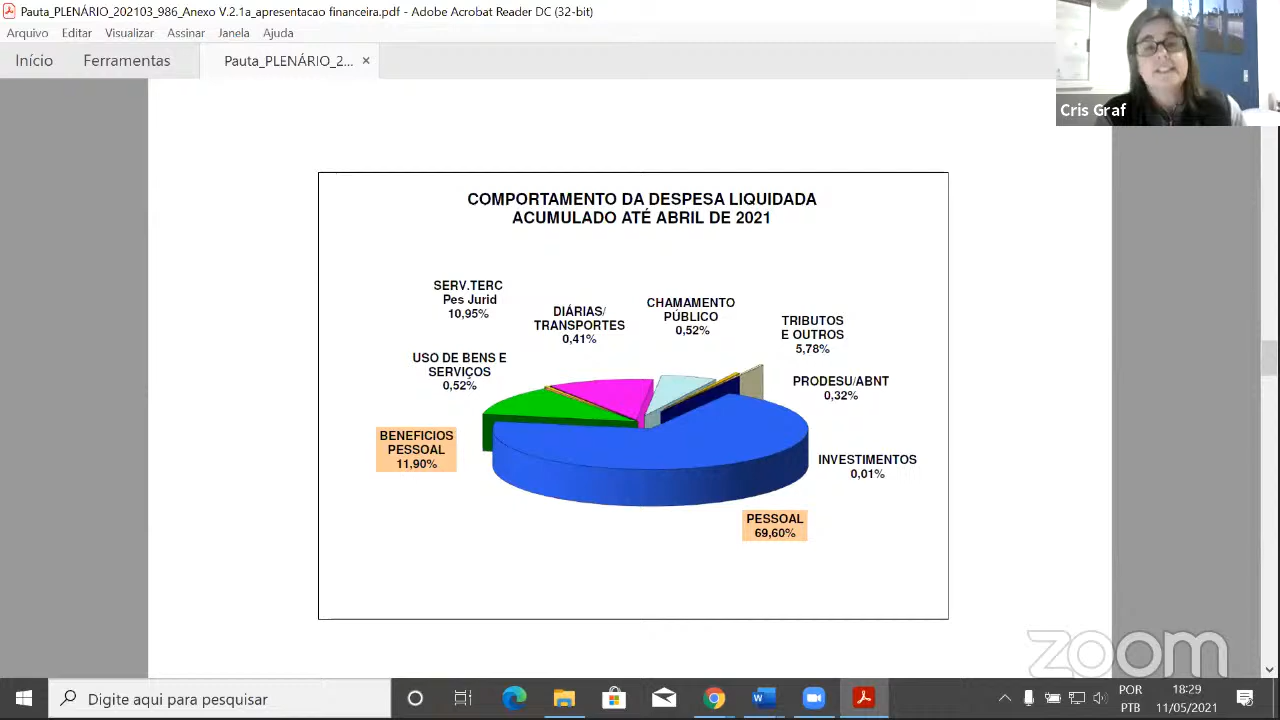 Pauta_PLENÁRIO_202103_986_Anexo V.2.1a_apresentacao financeira.pdf - Adobe Acrobat Reader DC (32-bit)
Arquivo Editar Visualizar Assinar Janela Ajuda
Início Ferramentas Pauta_PLENÁRIO_2... ×
Cris Graf
COMPORTAMENTO DA DESPESA LIQUIDADA
ACUMULADO ATÉ ABRIL DE 2021
SERV.TERC
Pes Jurid
10,95%
DIÁRIAS/
TRANSPORTES
0,41%
CHAMAMENTO
PÚBLICO
0,52%
TRIBUTOS
E OUTROS
5,78%
USO DE BENS E
SERVIÇOS
0,52%
PRODESU/ABNT
0,32%
BENEFICIOS
PESSOAL
11,90%
INVESTIMENTOS
0,01%
PESSOAL
69,60%
zoom
Digite aqui para pesquisar
POR
PTB
18:29
11/05/2021